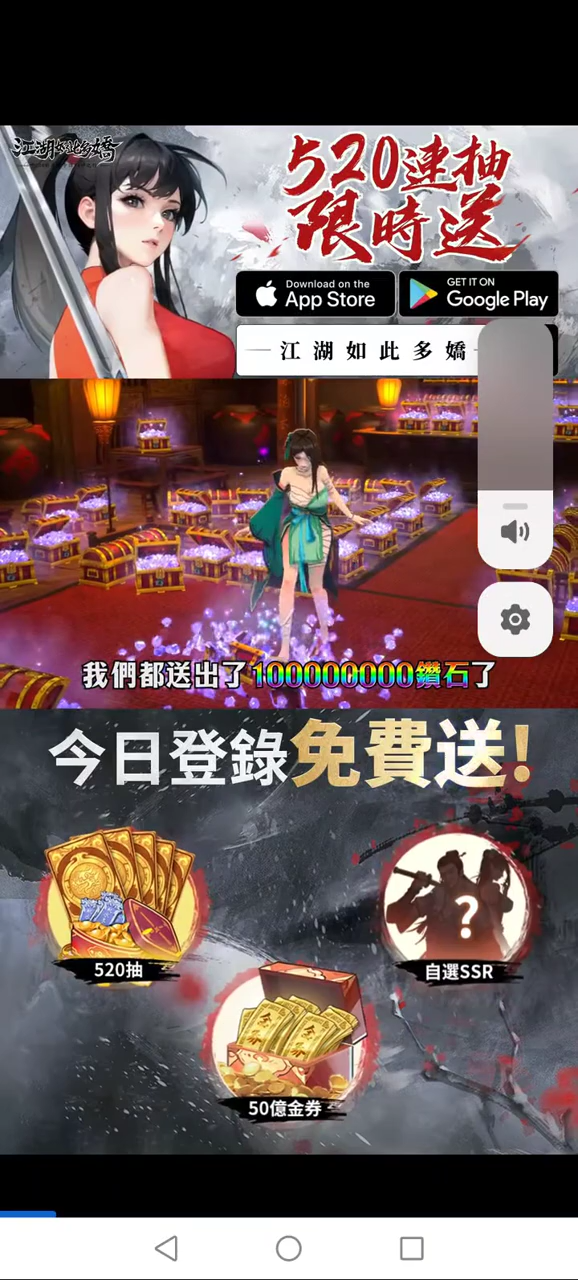 江湖如此多嬌
520連抽
限時送
Download on the
App Store
GET IT ON
Google Play
江湖如此多嬌
我們都送出了100000000鑽石了
今日登錄免費送!
520抽
?
自選SSR
50億金券